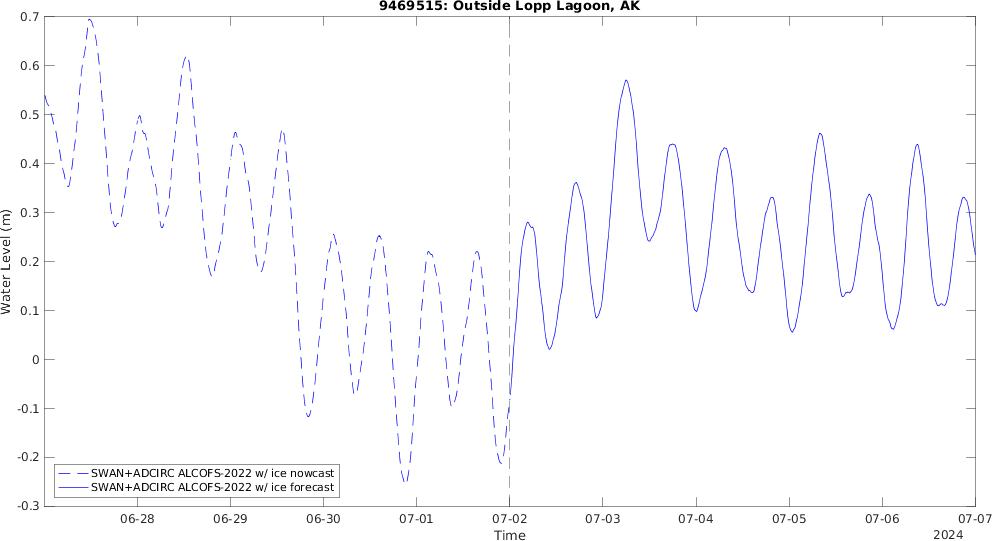 9469515: Outside Lopp Lagoon, AK
Water Level (m)
0.7
0.6
0.5
0.4
0.3
0.2
0.1
0
-0.1
-0.2
-0.3
SWAN+ADCIRC ALCOFS-2022 w/ ice nowcast
SWAN+ADCIRC ALCOFS-2022 w/ ice forecast
06-28 06-29 06-30 07-01 07-02 07-03 07-04 07-05 07-06 07-07
Time
2024